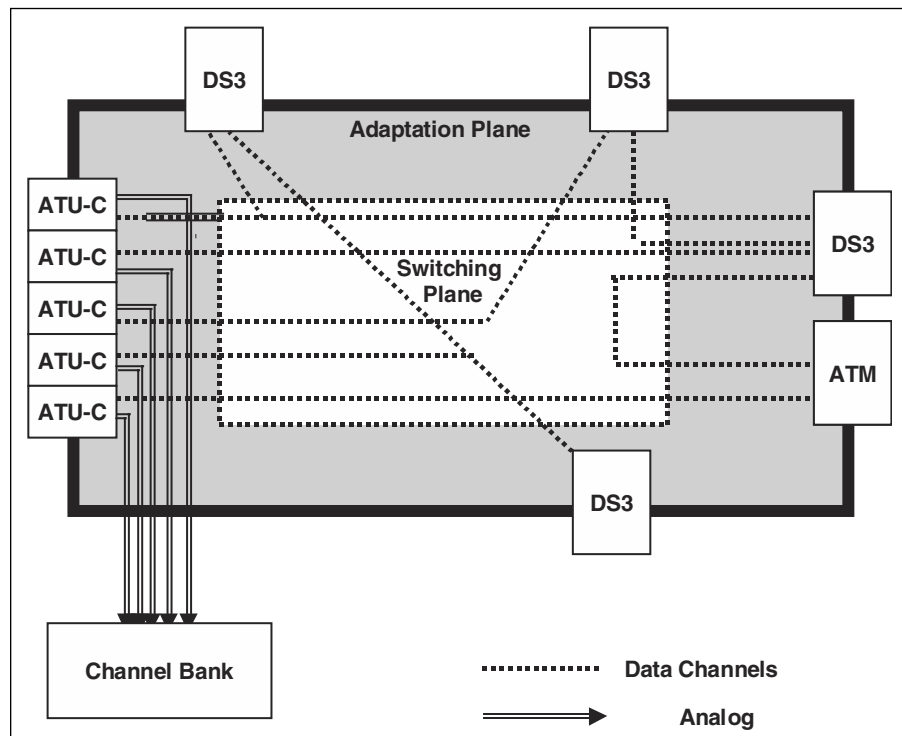 DS3
DS3
Adaptation Plane
ATU-C
ATU-C
ATU-C
ATU-C
ATU-C
Switching
Plane
DS3
ATM
DS3
Channel Bank
Data Channels
Analog